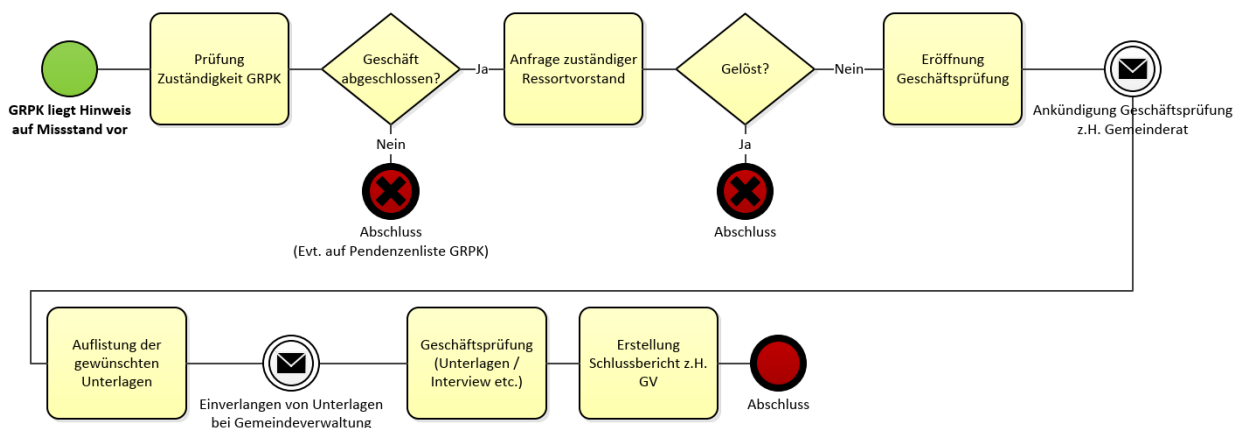 GRPK liegt Hinweis
auf Missstand vor
Prüfung
Zuständigkeit GRPK
Geschäft
abgeschlossen?
Ja
Nein
Abschluss
(Evt. auf Pendenzenliste GRPK)
Anfrage zuständiger
Ressortvorstand
Gelöst?
Nein
Ja
Abschluss
Eröffnung
Geschäftsprüfung
Ankündigung Geschäftsprüfung
z.H. Gemeinderat
Auflistung der
gewünschten
Unterlagen
Einverlangen von Unterlagen
bei Gemeindeverwaltung
Geschäftsprüfung
(Unterlagen /
Interview etc.)
Erstellung
Schlussbericht z.H.
GV
Abschluss